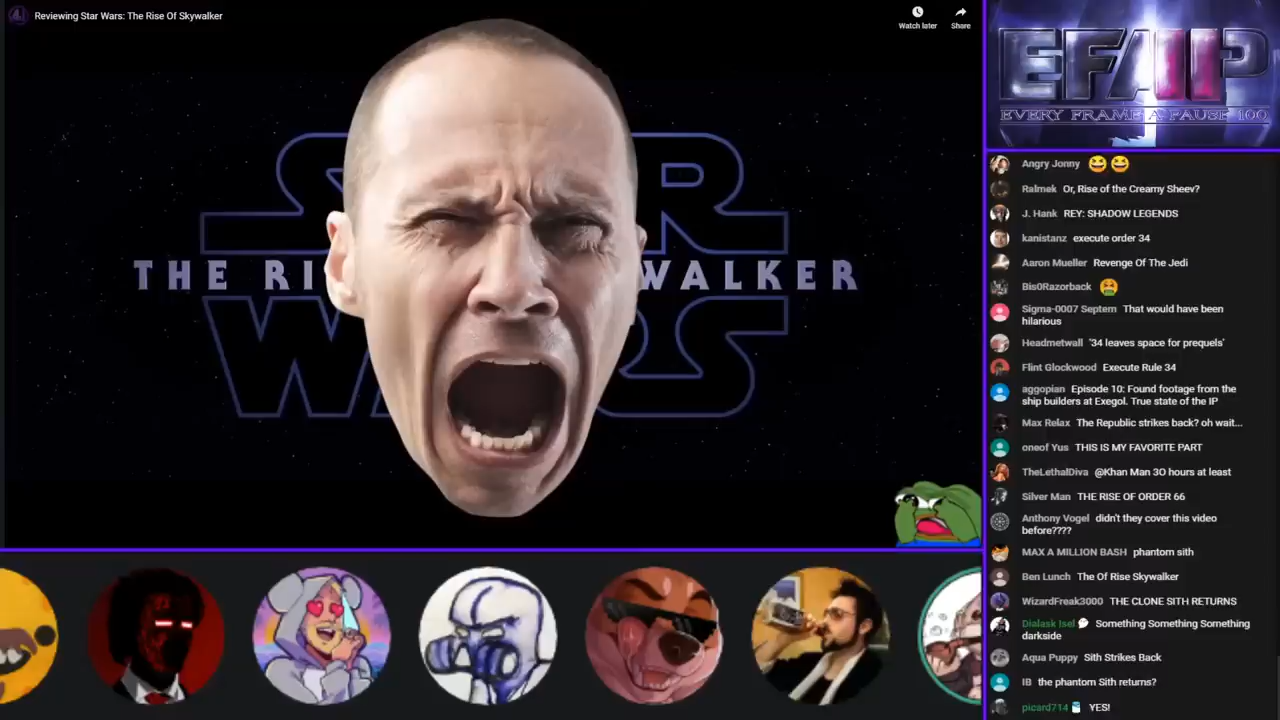 Reviewing Star Wars: The Rise Of Skywalker
Watch later
Share
THE RI WALKER
EFAP
EVERY FRAME A PAUSE 100
Angry Jonny 😆 😆
Ralmek Or, Rise of the Creamy Sheev?
J. Hank REY: SHADOW LEGENDS
kanistanz execute order 34
Aaron Mueller Revenge Of The Jedi
Bis0Razorback 🤮
Sigma-0007 Septem That would have been
hilarious
Headmetwall '34 leaves space for prequels'
Flint Glockwood Execute Rule 34
aggopian Episode 10: Found footage from the
ship builders at Exegol. True state of the IP
Max Relax The Republic strikes back? oh wait...
oneof Yus THIS IS MY FAVORITE PART
TheLethalDiva @Khan Man 3O hours at least
Silver Man THE RISE OF ORDER 66
Anthony Vogel didn't they cover this video
before????
MAX A MILLION BASH phantom sith
Ben Lunch The Of Rise Skywalker
WizardFreak3000 THE CLONE SITH RETURNS
Dialask Isel Something Something Something
darkside
Aqua Puppy Sith Strikes Back
IB the phantom Sith returns?
picard714 YES!